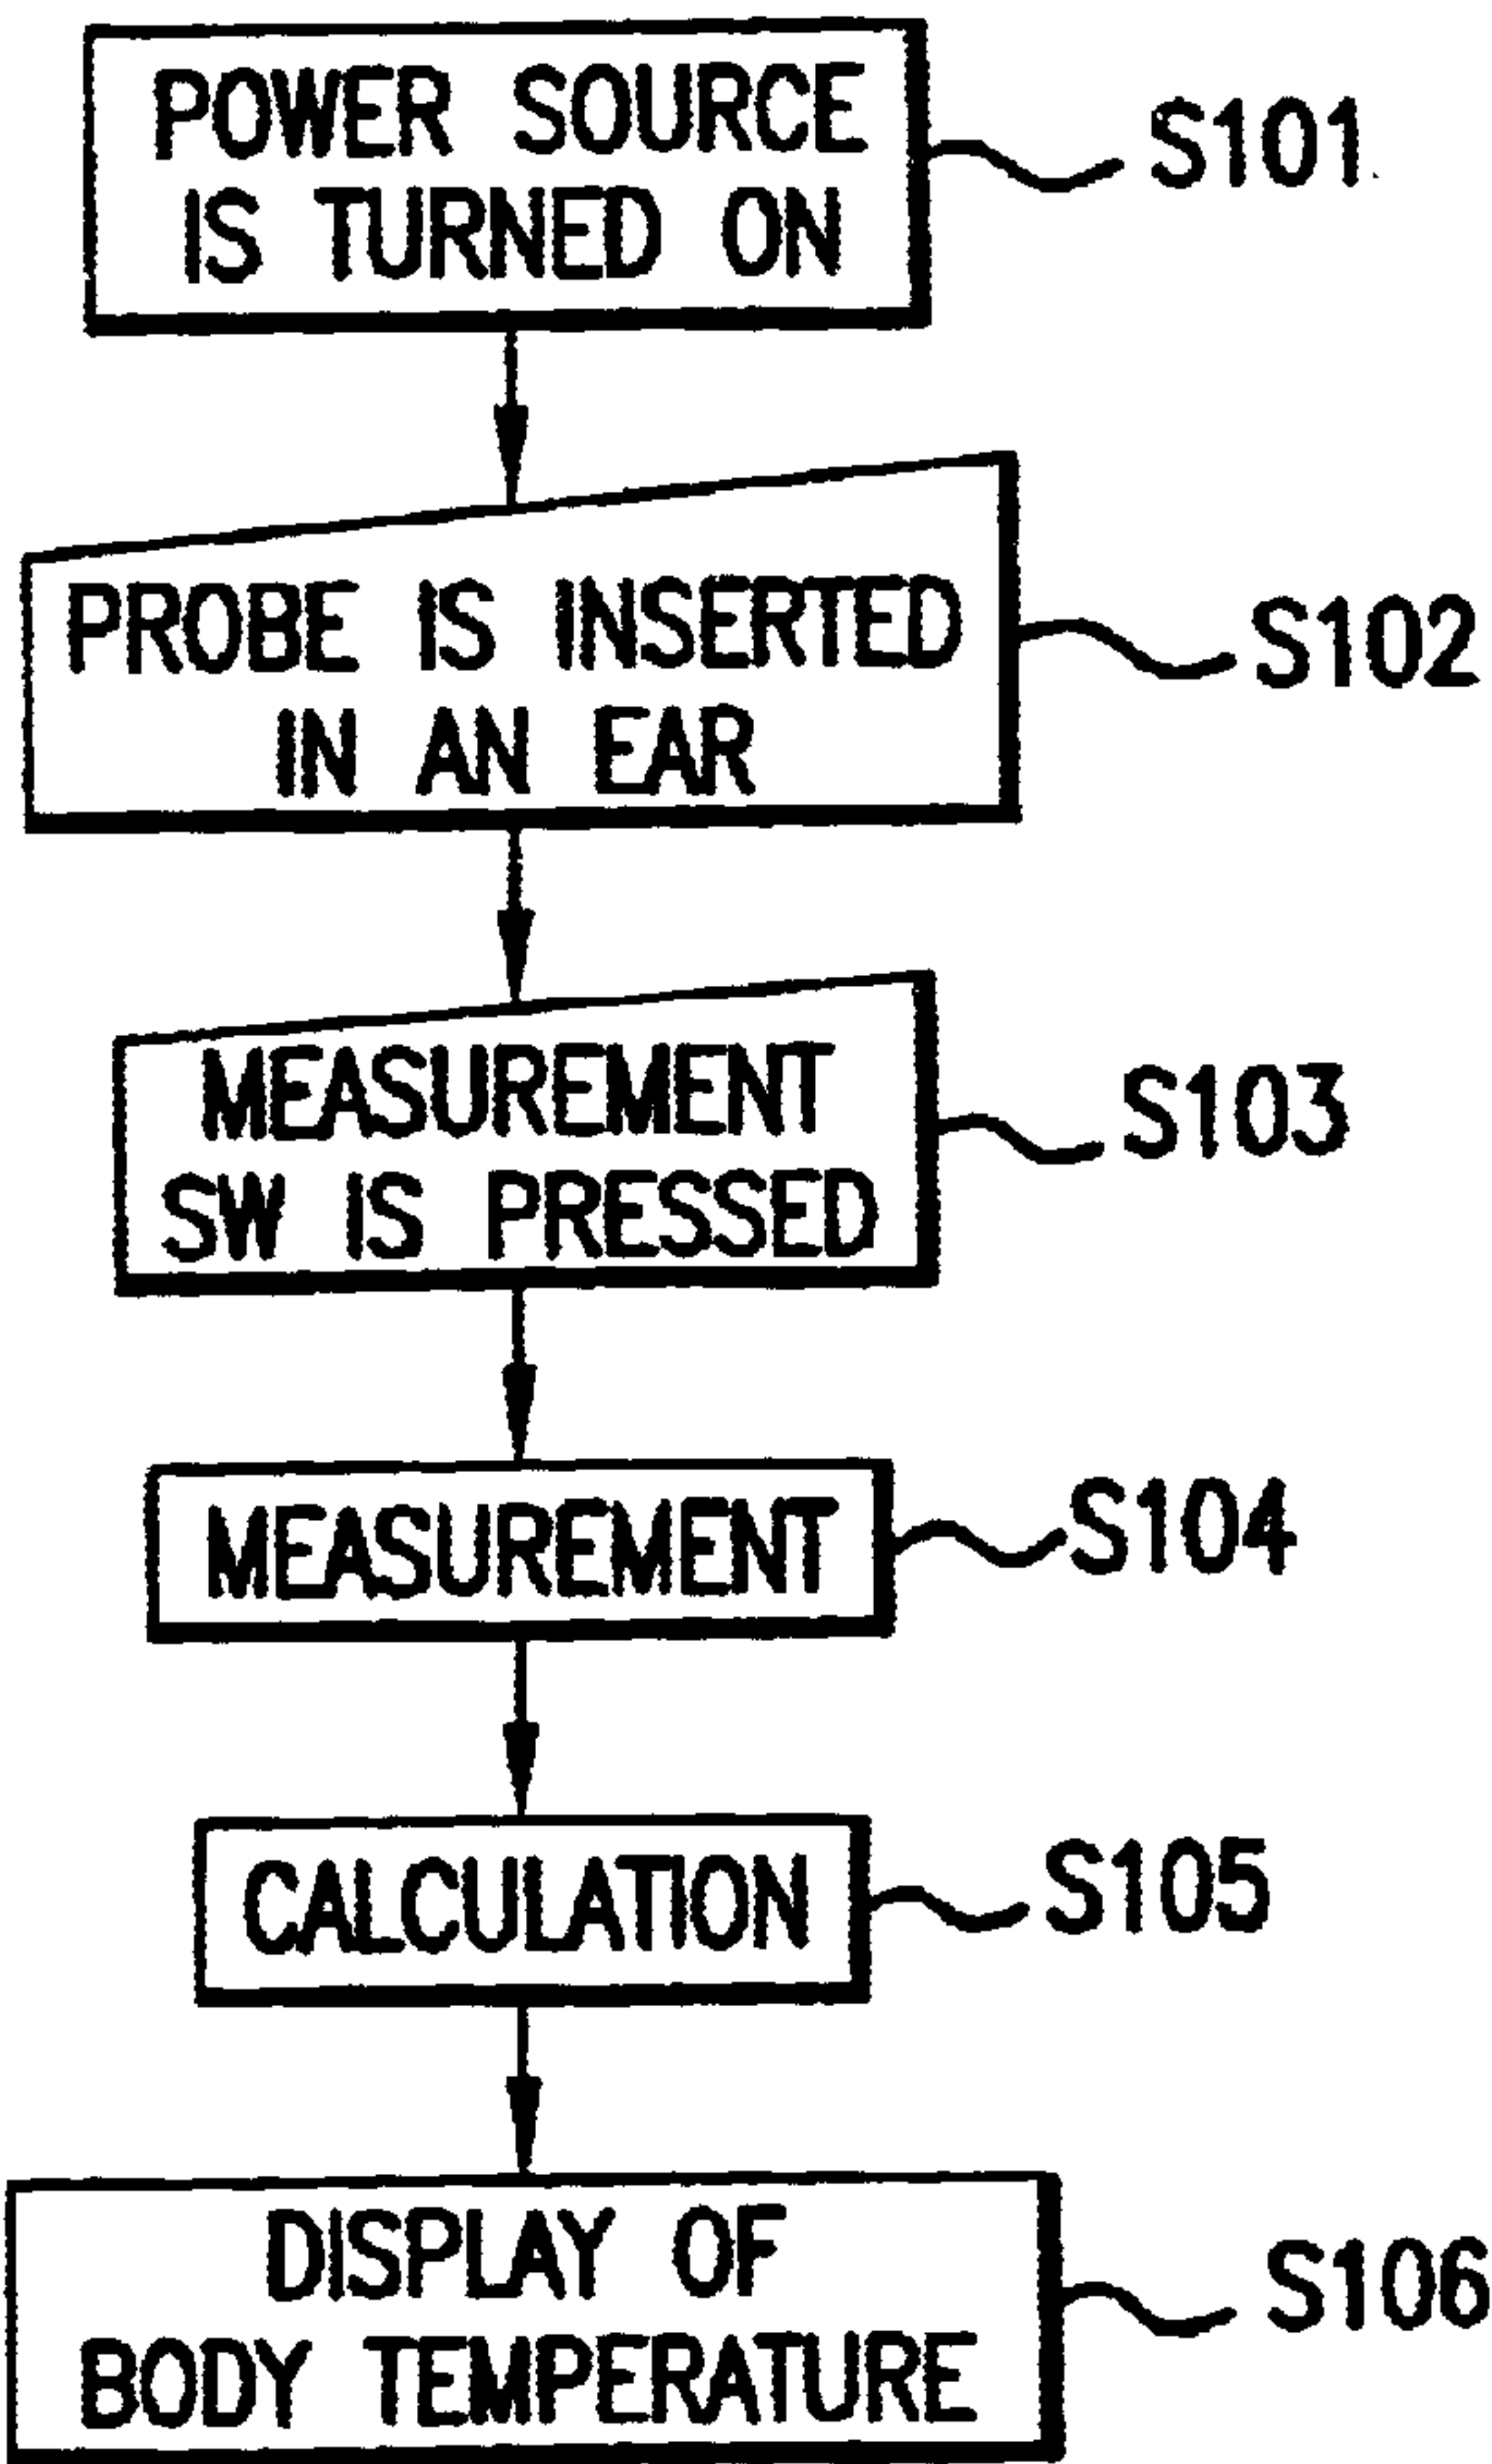 POWER SOURCE
IS TURNED ON
S101
PROBE IS INSERTED
IN AN EAR
S102
MEASUREMENT
SW IS PRESSED
S103
MEASUREMENT
S104
CALCULATION
S105
DISPLAY OF
BODY TEMPERATURE
S106